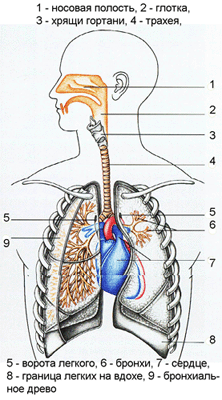 1 - носовая полость, 2 - глотка,
3 - хрящи гортани, 4 - трахея,
1
2
3
4
5
5
6
9
7
8
5 - ворота легкого, 6 - бронхи, 7 - сердце,
8 - граница легких на вдохе, 9 - бронхиаль-
ное древо